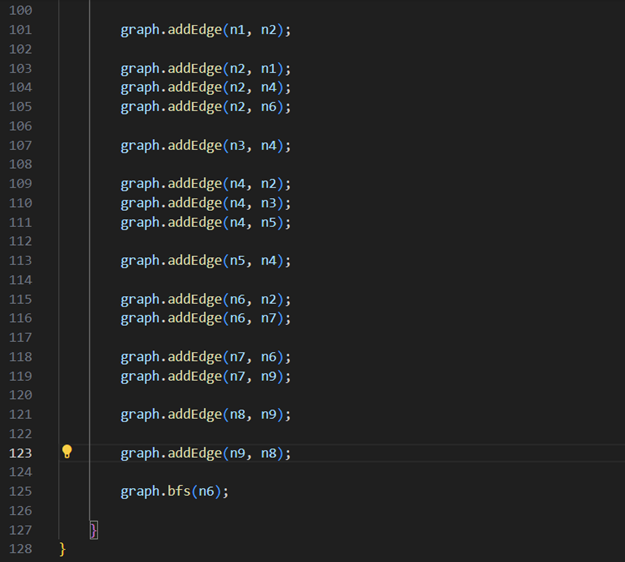 100
101 graph.addEdge(n1, n2);
102
103 graph.addEdge(n2, n1);
104 graph.addEdge(n2, n4);
105 graph.addEdge(n2, n6);
106
107 graph.addEdge(n3, n4);
108
109 graph.addEdge(n4, n2);
110 graph.addEdge(n4, n3);
111 graph.addEdge(n4, n5);
112
113 graph.addEdge(n5, n4);
114
115 graph.addEdge(n6, n2);
116 graph.addEdge(n6, n7);
117
118 graph.addEdge(n7, n6);
119 graph.addEdge(n7, n9);
120
121 graph.addEdge(n8, n9);
122
123 graph.addEdge(n9, n8);
124
125 graph.bfs(n6);
126
127 }
128 }